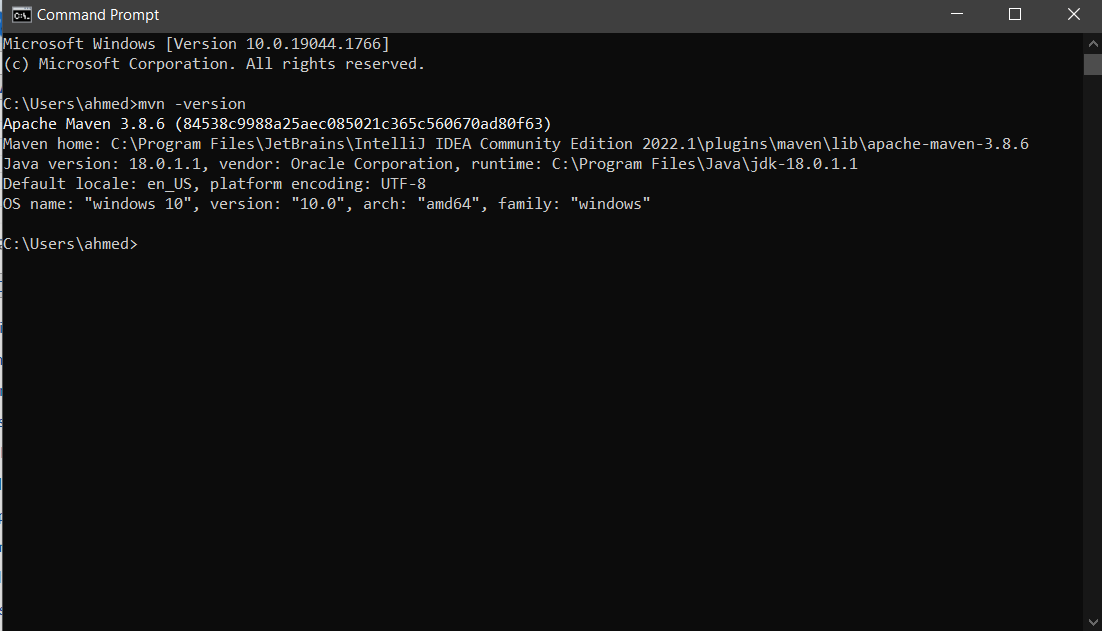 Command Prompt
Microsoft Windows [Version 10.0.19044.1766]
(c) Microsoft Corporation. All rights reserved.
C:\Users\ahmed>mvn -version
Apache Maven 3.8.6 (84538c9988a25aec085021c365c560670ad80f63)
Maven home: C:\Program Files\JetBrains\IntelliJ IDEA Community Edition 2022.1\plugins\maven\lib\apache-maven-3.8.6
Java version: 18.0.1.1, vendor: Oracle Corporation, runtime: C:\Program Files\Java\jdk-18.0.1.1
Default locale: en_US, platform encoding: UTF-8
OS name: "windows 10", version: "10.0", arch: "amd64", family: "windows"
C:\Users\ahmed>